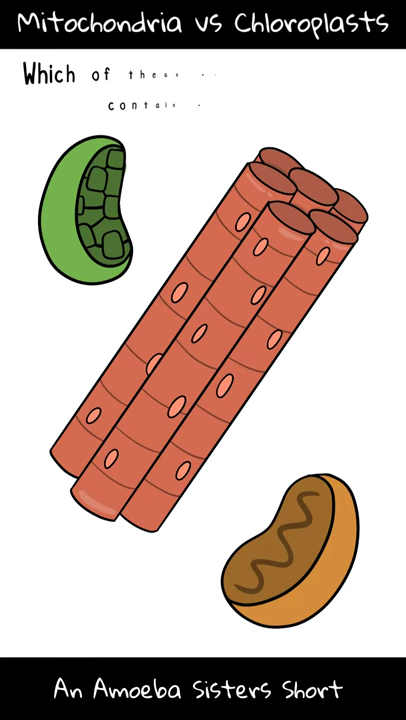 Mitochondria vs Chloroplasts
Which of these
contain
An Amoeba Sisters Short